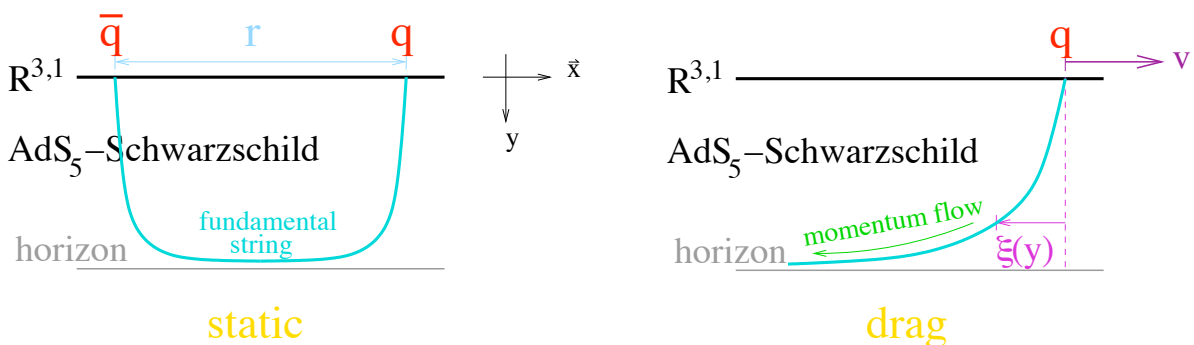 q̅ r q
R³,¹ x⃗
y
AdS₅−Schwarzschild
fundamental
string
horizon
static
q
v
R³,¹
AdS₅−Schwarzschild
momentum flow
ξ(y)
horizon
drag